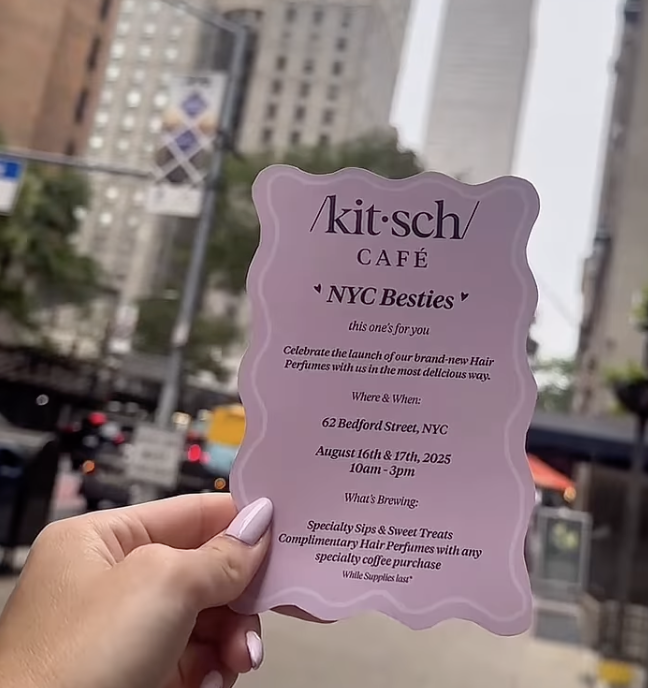 /kit·sch/
CAFÉ
NYC Besties
this one's for you
Celebrate the launch of our brand-new Hair
Perfumes with us in the most delicious way.
Where & When:
62 Bedford Street, NYC
August 16th & 17th, 2025
10am - 3pm
What's Brewing:
Specialty Sips & Sweet Treats
Complimentary Hair Perfumes with any
specialty coffee purchase
While Supplies last*